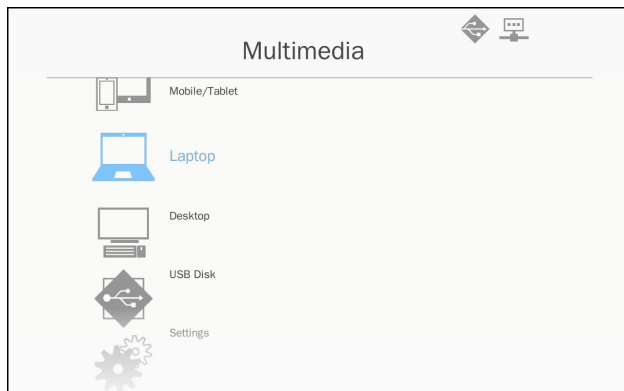 Multimedia
Mobile/Tablet
Laptop
Desktop
USB Disk
Settings